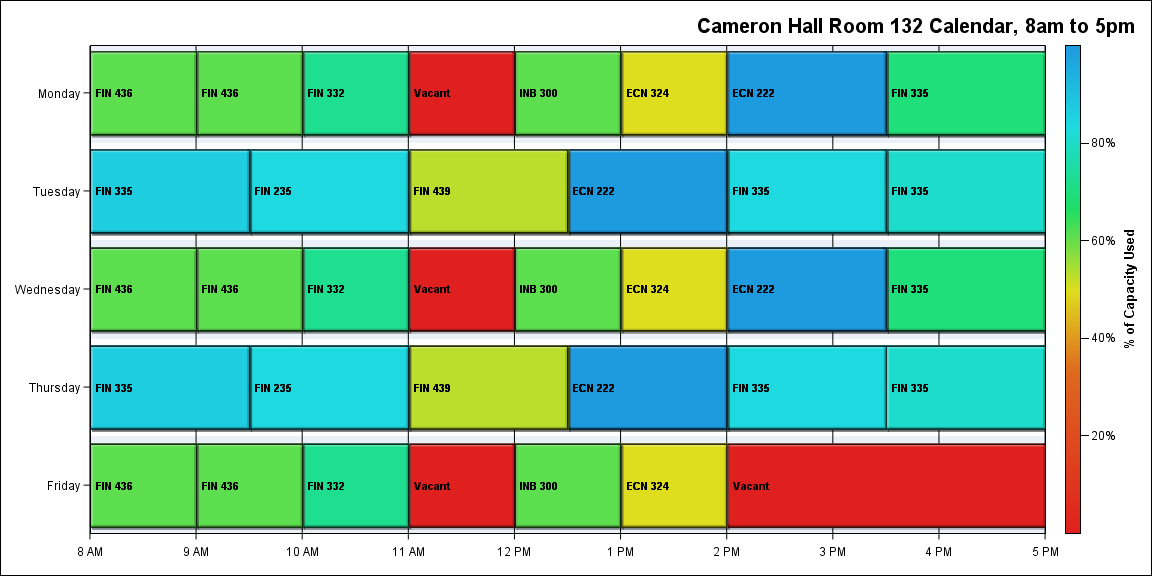 Cameron Hall Room 132 Calendar, 8am to 5pm
Monday FIN 436 FIN 436 FIN 332 Vacant INB 300 ECN 324 ECN 222 FIN 335
Tuesday FIN 335 FIN 235 FIN 439 ECN 222 FIN 335 FIN 335
Wednesday FIN 436 FIN 436 FIN 332 Vacant INB 300 ECN 324 ECN 222 FIN 335
Thursday FIN 335 FIN 235 FIN 439 ECN 222 FIN 335 FIN 335
Friday FIN 436 FIN 436 FIN 332 Vacant INB 300 ECN 324 Vacant
8 AM 9 AM 10 AM 11 AM 12 PM 1 PM 2 PM 3 PM 4 PM 5 PM
80%
60%
40%
20%
% of Capacity Used